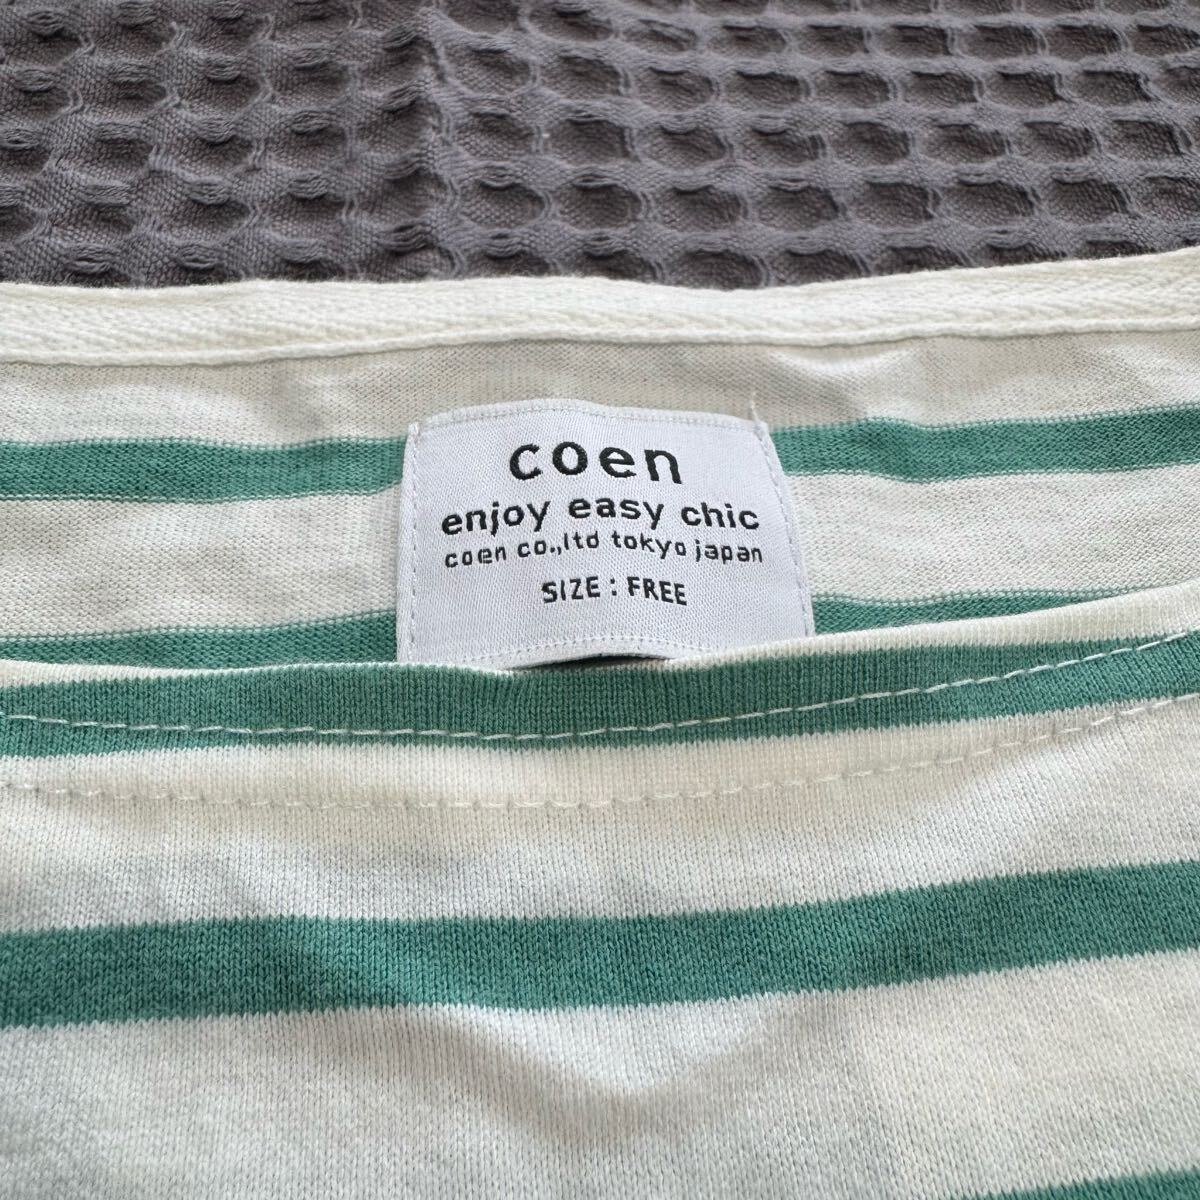 coen
enjoy easy chic
coen co.,ltd tokyo japan
SIZE : FREE